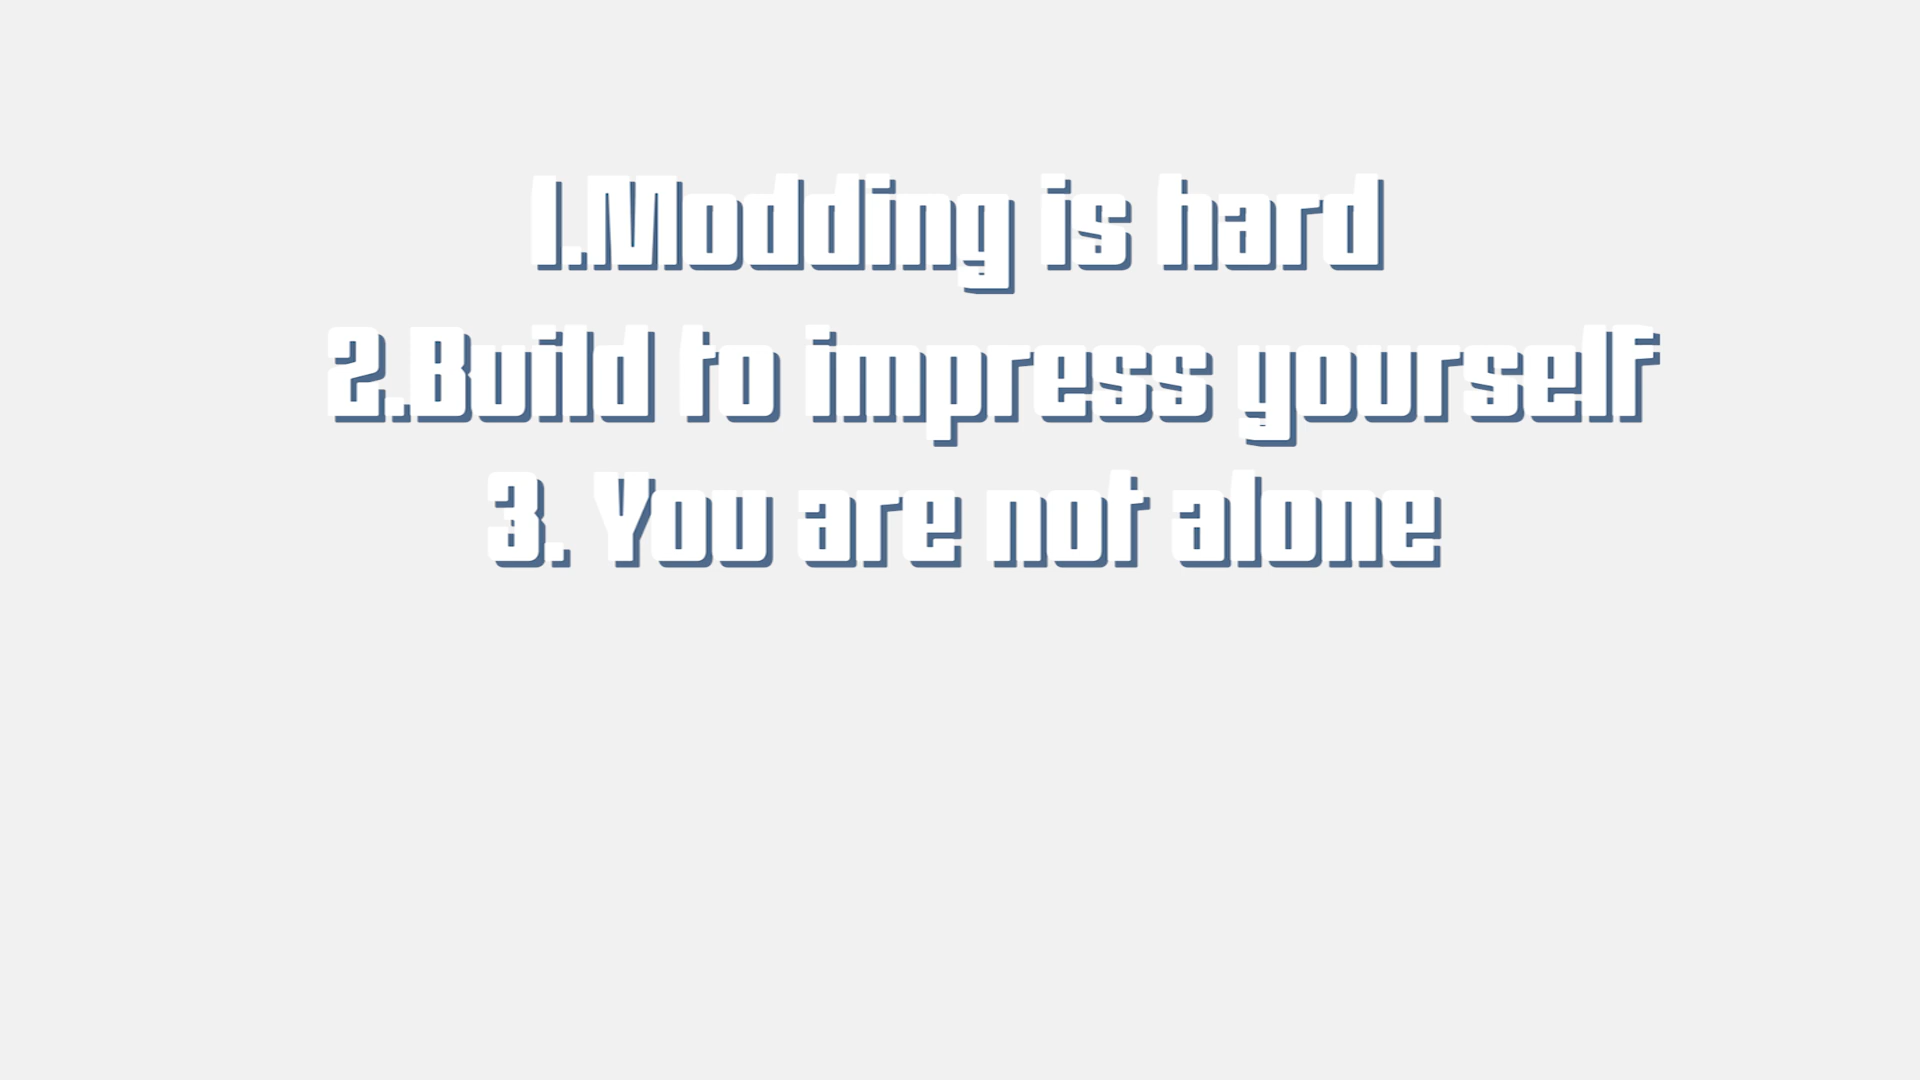 1.Modding is hard
2.Build to impress yourself
3. You are not alone